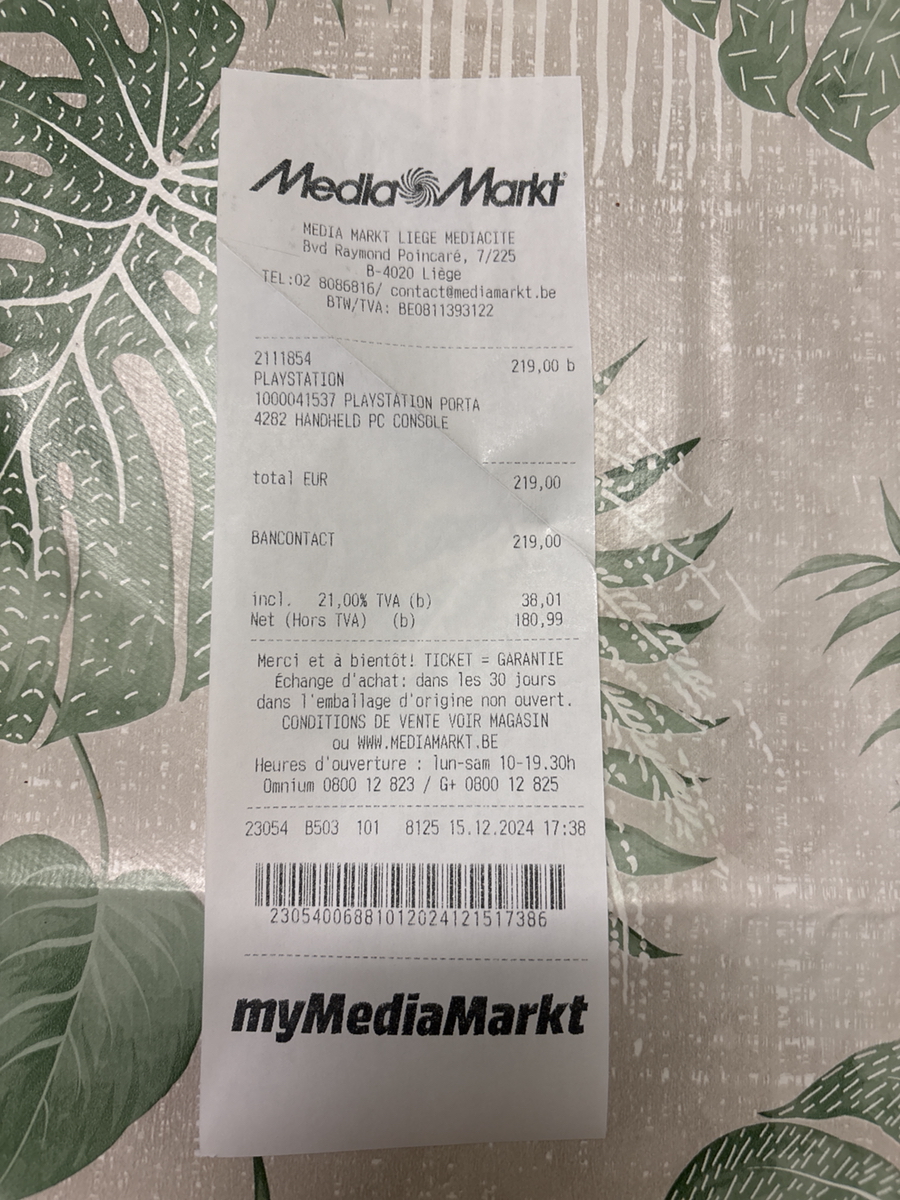 Media Markt
MEDIA MARKT LIEGE MEDIACITE
Bvd Raymond Poincaré, 7/225
B-4020 Liège
TEL:02 8086816/ contact@mediamarkt.be
BTW/TVA: BE0811393122
2111854 219,00 b
PLAYSTATION
1000041537 PLAYSTATION PORTA
4282 HANDHELD PC CONSOLE
total EUR 219,00
BANCONTACT 219,00
incl. 21,00% TVA (b) 38,01
Net (Hors TVA) (b) 180,99
Merci et à bientôt! TICKET = GARANTIE
Échange d'achat: dans les 30 jours
dans l'emballage d'origine non ouvert.
CONDITIONS DE VENTE VOIR MAGASIN
ou WWW.MEDIAMARKT.BE
Heures d'ouverture : lun-sam 10-19.30h
Omnium 0800 12 823 / G+ 0800 12 825
23054 B503 101 8125 15.12.2024 17:38
23054006881012024121517386
myMediaMarkt